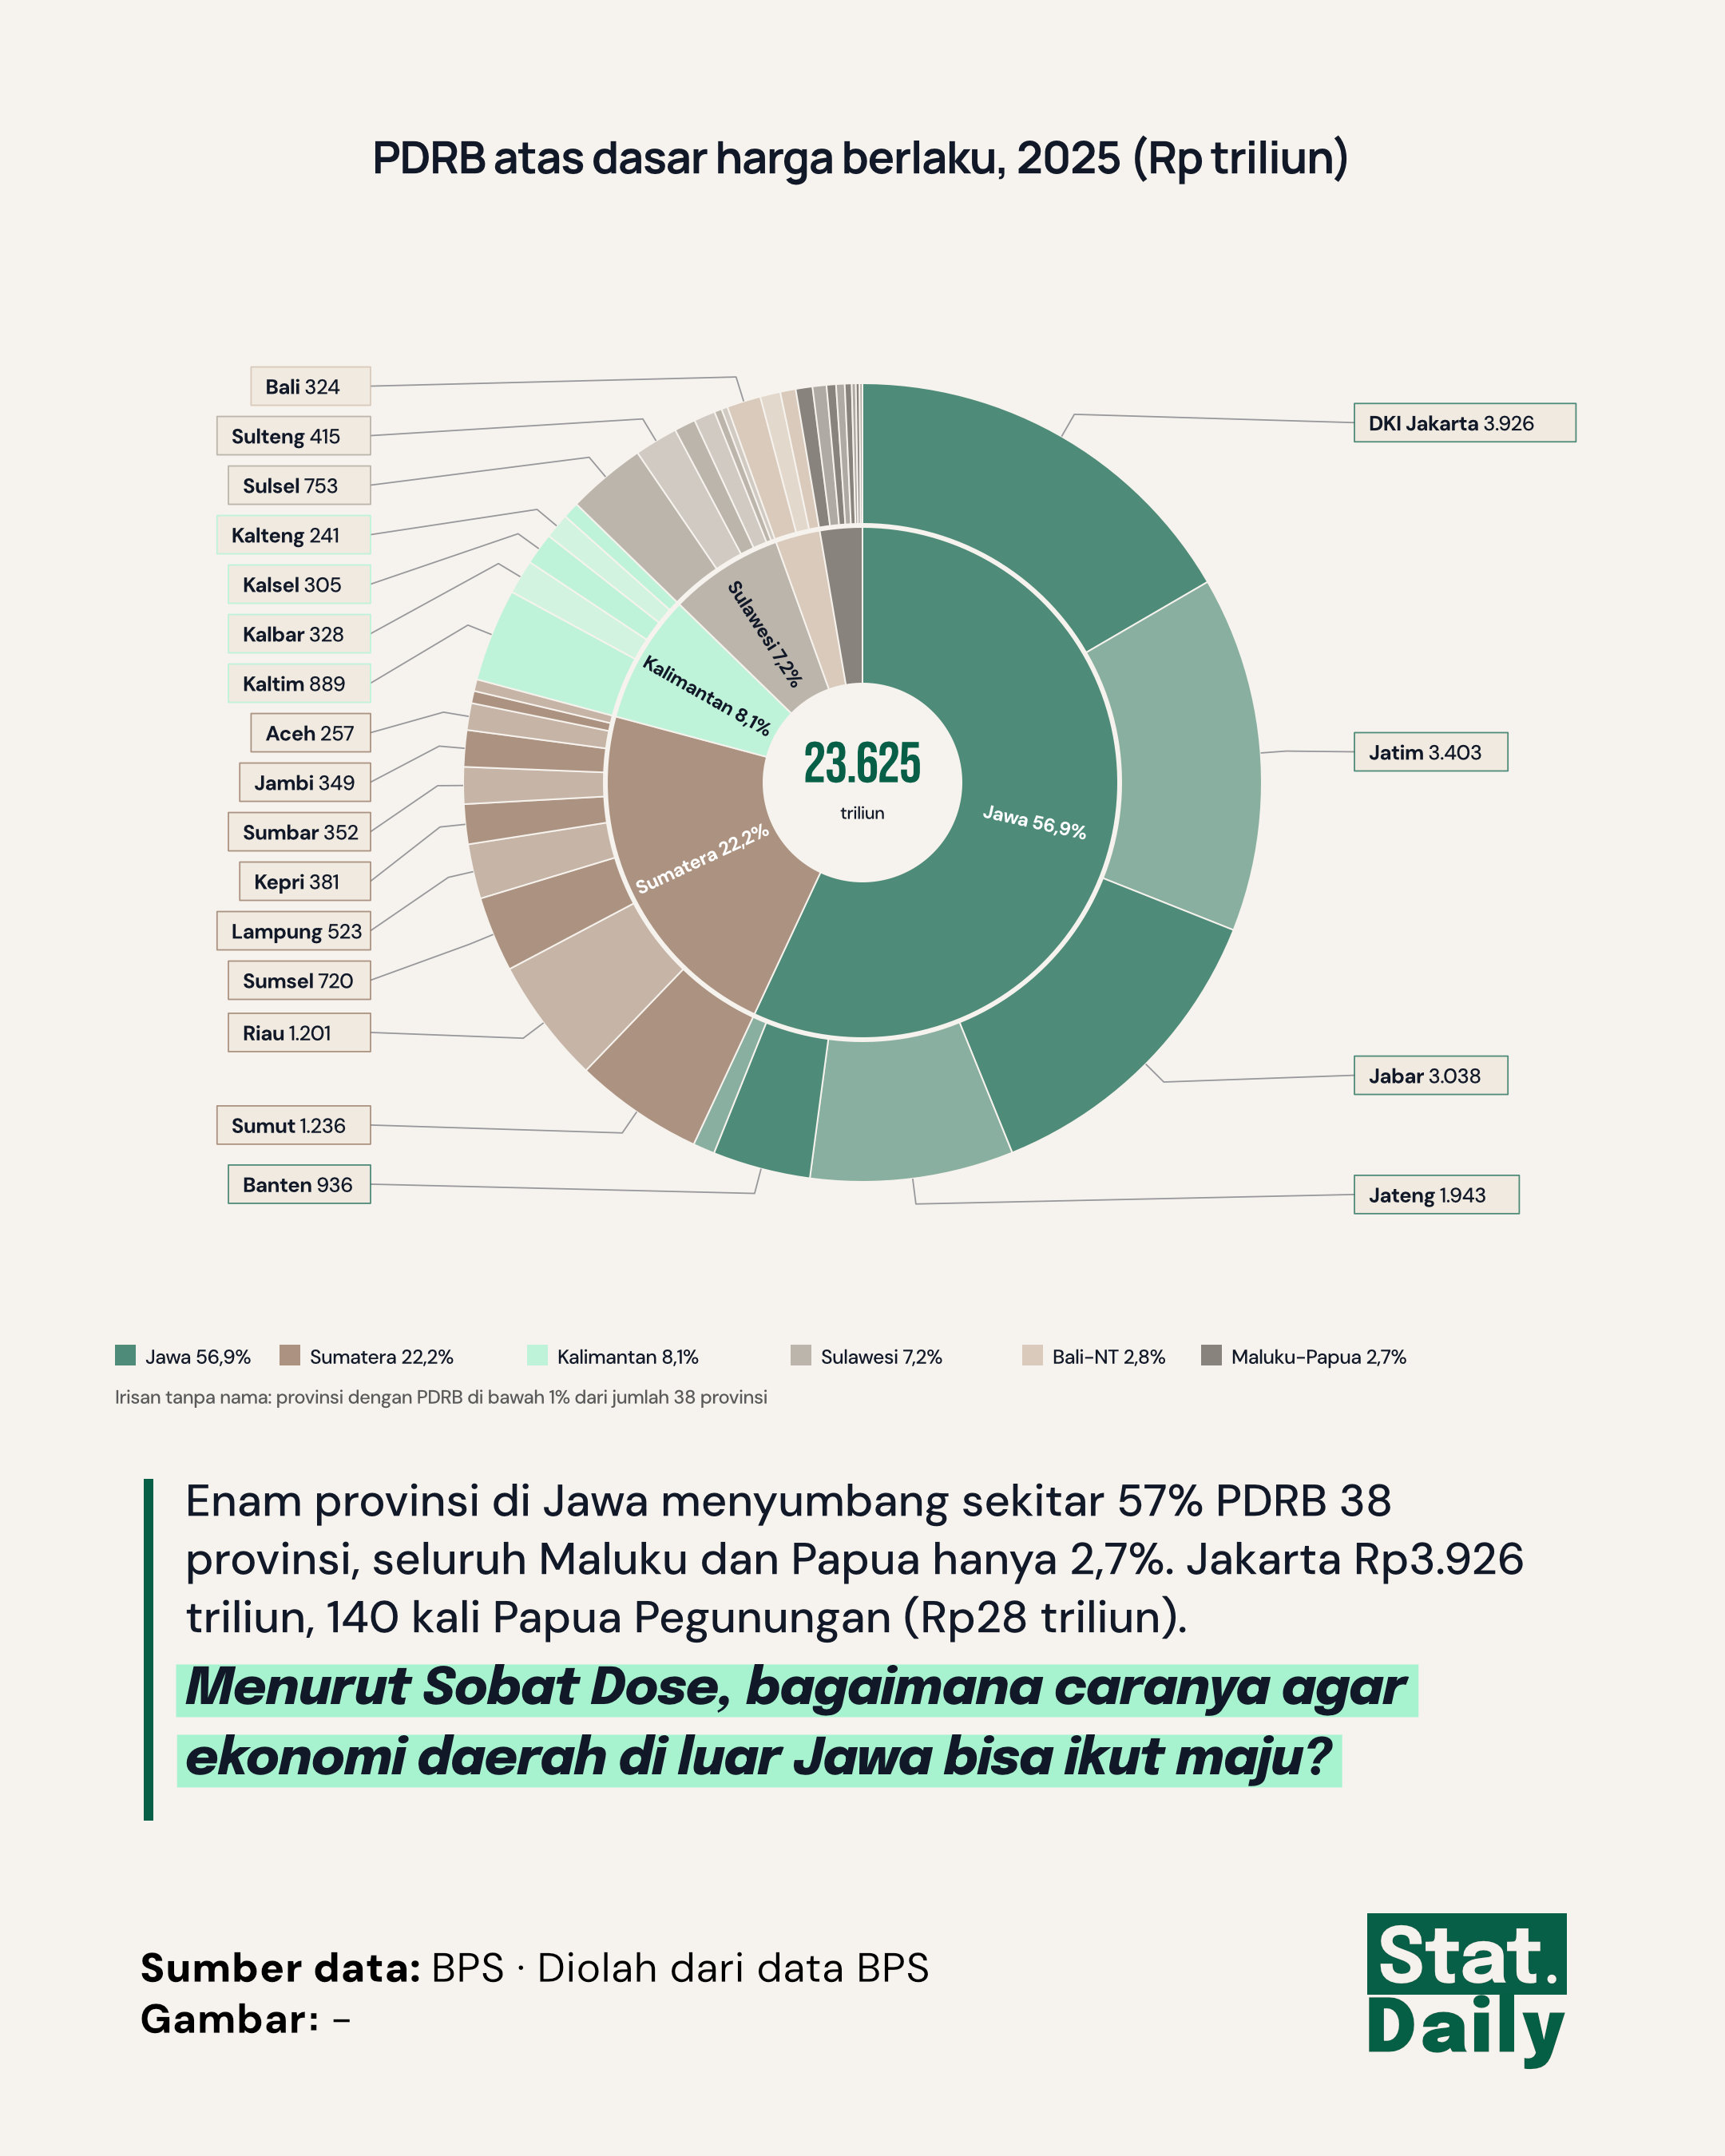 PDRB atas dasar harga berlaku, 2025 (Rp triliun)
Bali 324
Sulteng 415
Sulsel 753
Kalteng 241
Kalsel 305
Kalbar 328
Kaltim 889
Aceh 257
Jambi 349
Sumbar 352
Kepri 381
Lampung 523
Sumsel 720
Riau 1.201
Sumut 1.236
Banten 936
DKI Jakarta 3.926
Jatim 3.403
Jabar 3.038
Jateng 1.943
Sulawesi 7,2%
Kalimantan 8,1%
Sumatera 22,2%
Jawa 56,9%
23.625
triliun
Jawa 56,9%
Sumatera 22,2%
Kalimantan 8,1%
Sulawesi 7,2%
Bali-NT 2,8%
Maluku-Papua 2,7%
Irisan tanpa nama: provinsi dengan PDRB di bawah 1% dari jumlah 38 provinsi
Enam provinsi di Jawa menyumbang sekitar 57% PDRB 38
provinsi, seluruh Maluku dan Papua hanya 2,7%. Jakarta Rp3.926
triliun, 140 kali Papua Pegunungan (Rp28 triliun).
Menurut Sobat Dose, bagaimana caranya agar
ekonomi daerah di luar Jawa bisa ikut maju?
Sumber data: BPS · Diolah dari data BPS
Gambar: –
Stat.
Daily